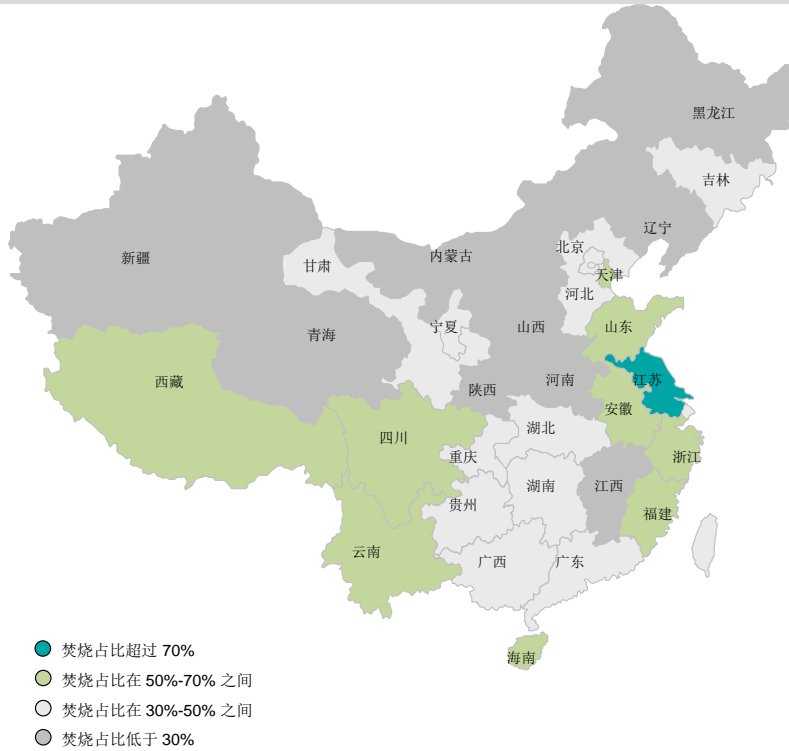 黑龙江
吉林
辽宁
北京
内蒙古
新疆
甘肃
天津
河北
宁夏
山西
山东
青海
西藏
陕西
河南
江苏
安徽
四川
湖北
重庆
浙江
湖南
江西
贵州
福建
云南
广西
广东
海南
焚烧占比超过 70%
焚烧占比在 50%-70% 之间
焚烧占比在 30%-50% 之间
焚烧占比低于 30%